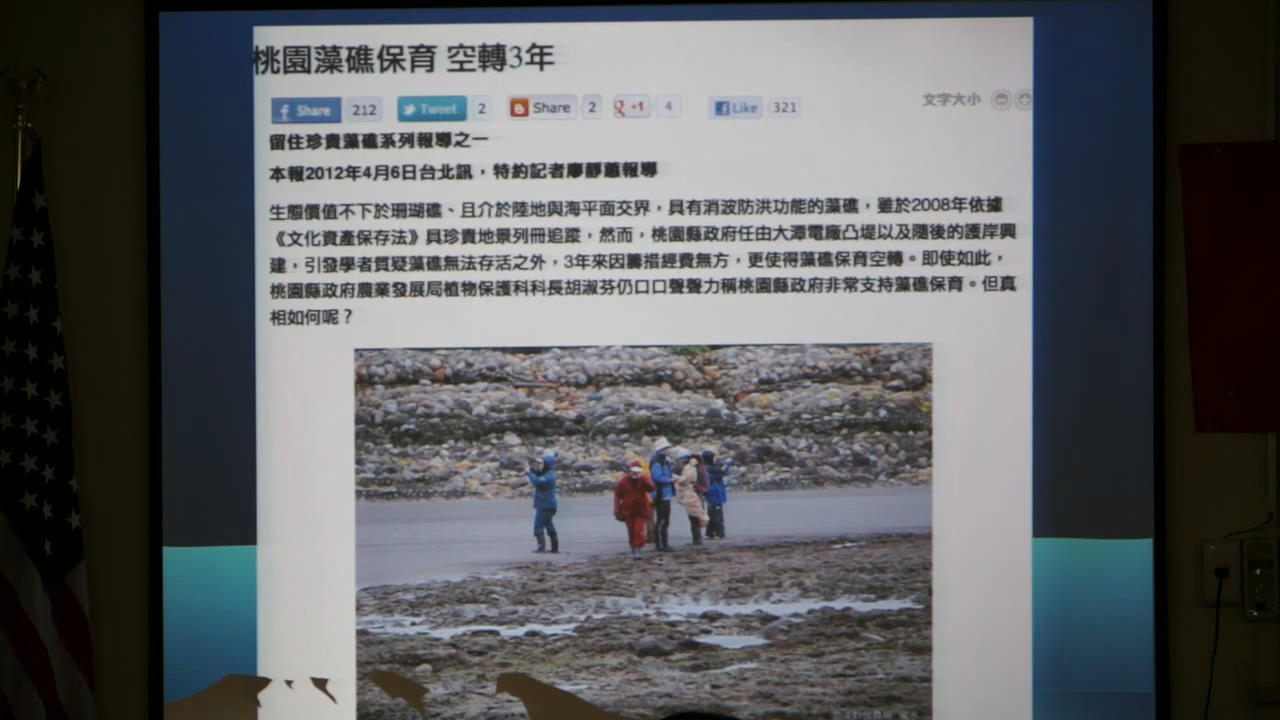 桃園藻礁保育 空轉3年
Share 212 Tweet 2 Share 2 +1 4 Like 321 文字大小
留住珍貴藻礁系列報導之一
本報2012年4月6日台北訊，特約記者廖靜蕙報導
生態價值不下於珊瑚礁、且介於陸地與海平面交界，具有消波防洪功能的藻礁，雖於2008年依據
《文化資產保存法》具珍貴地景列冊追蹤，然而，桃園縣政府任由大潭電廠凸堤以及隨後的護岸興
建，引發學者質疑藻礁無法存活之外，3年來因籌措經費無方，更使得藻礁保育空轉。即使如此，
桃園縣政府農業發展局植物保護科科長胡淑芬仍口口聲聲力稱桃園縣政府非常支持藻礁保育。但真
相如何呢？